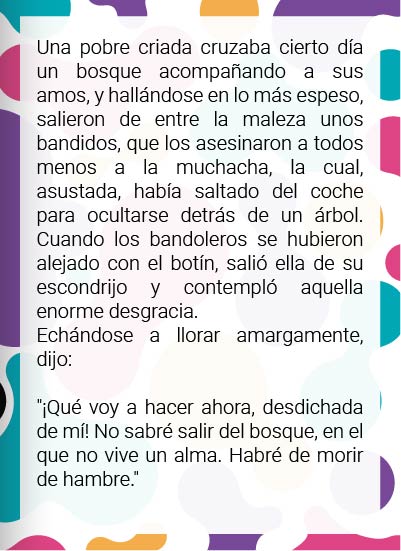 Una pobre criada cruzaba cierto día
un bosque acompañando a sus
amos, y hallándose en lo más espeso,
salieron de entre la maleza unos
bandidos, que los asesinaron a todos
menos a la muchacha, la cual,
asustada, había saltado del coche
para ocultarse detrás de un árbol.
Cuando los bandoleros se hubieron
alejado con el botín, salió ella de su
escondrijo y contempló aquella
enorme desgracia.
Echándose a llorar amargamente,
dijo:
"¡Qué voy a hacer ahora, desdichada
de mí! No sabré salir del bosque, en el
que no vive un alma. Habré de morir
de hambre."